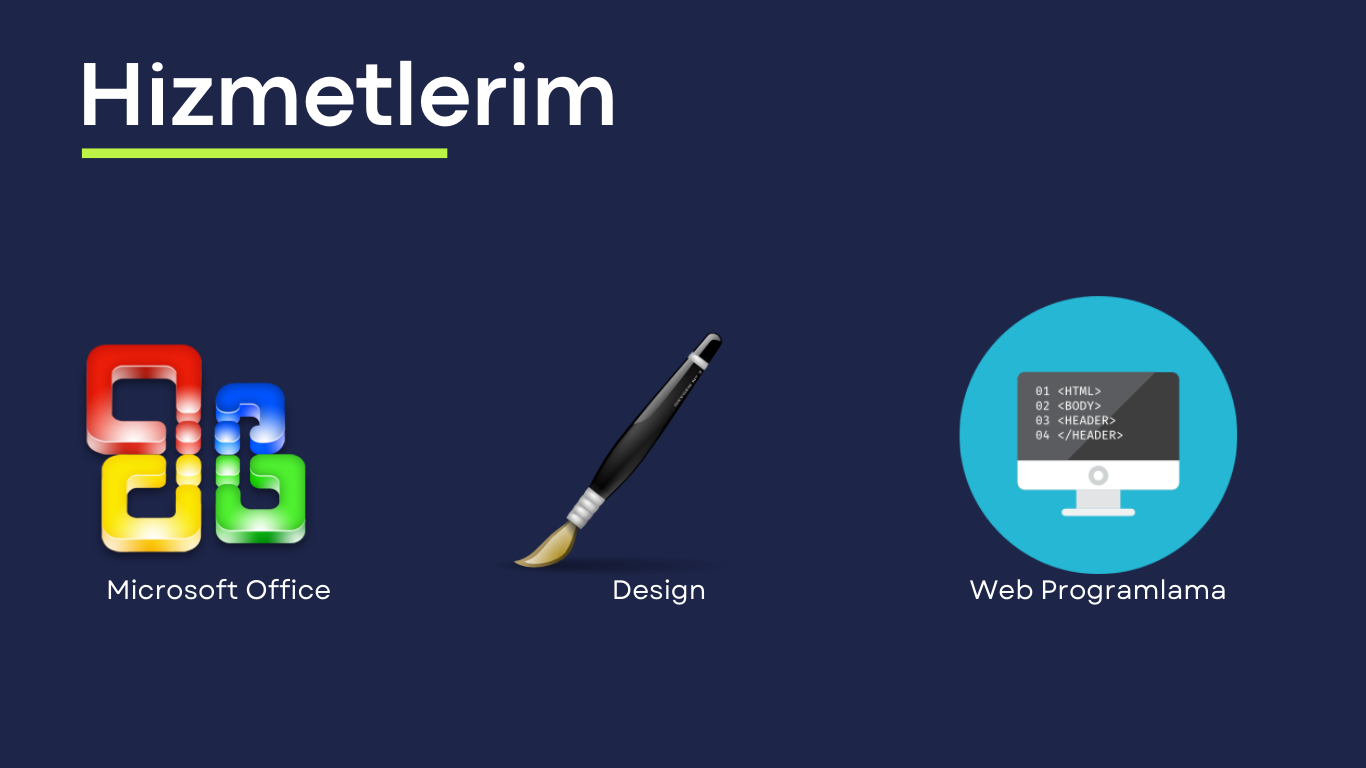 Hizmetlerim
01 <HTML>
02 <BODY>
03 <HEADER>
04 </HEADER>
Microsoft Office
Design
Web Programlama